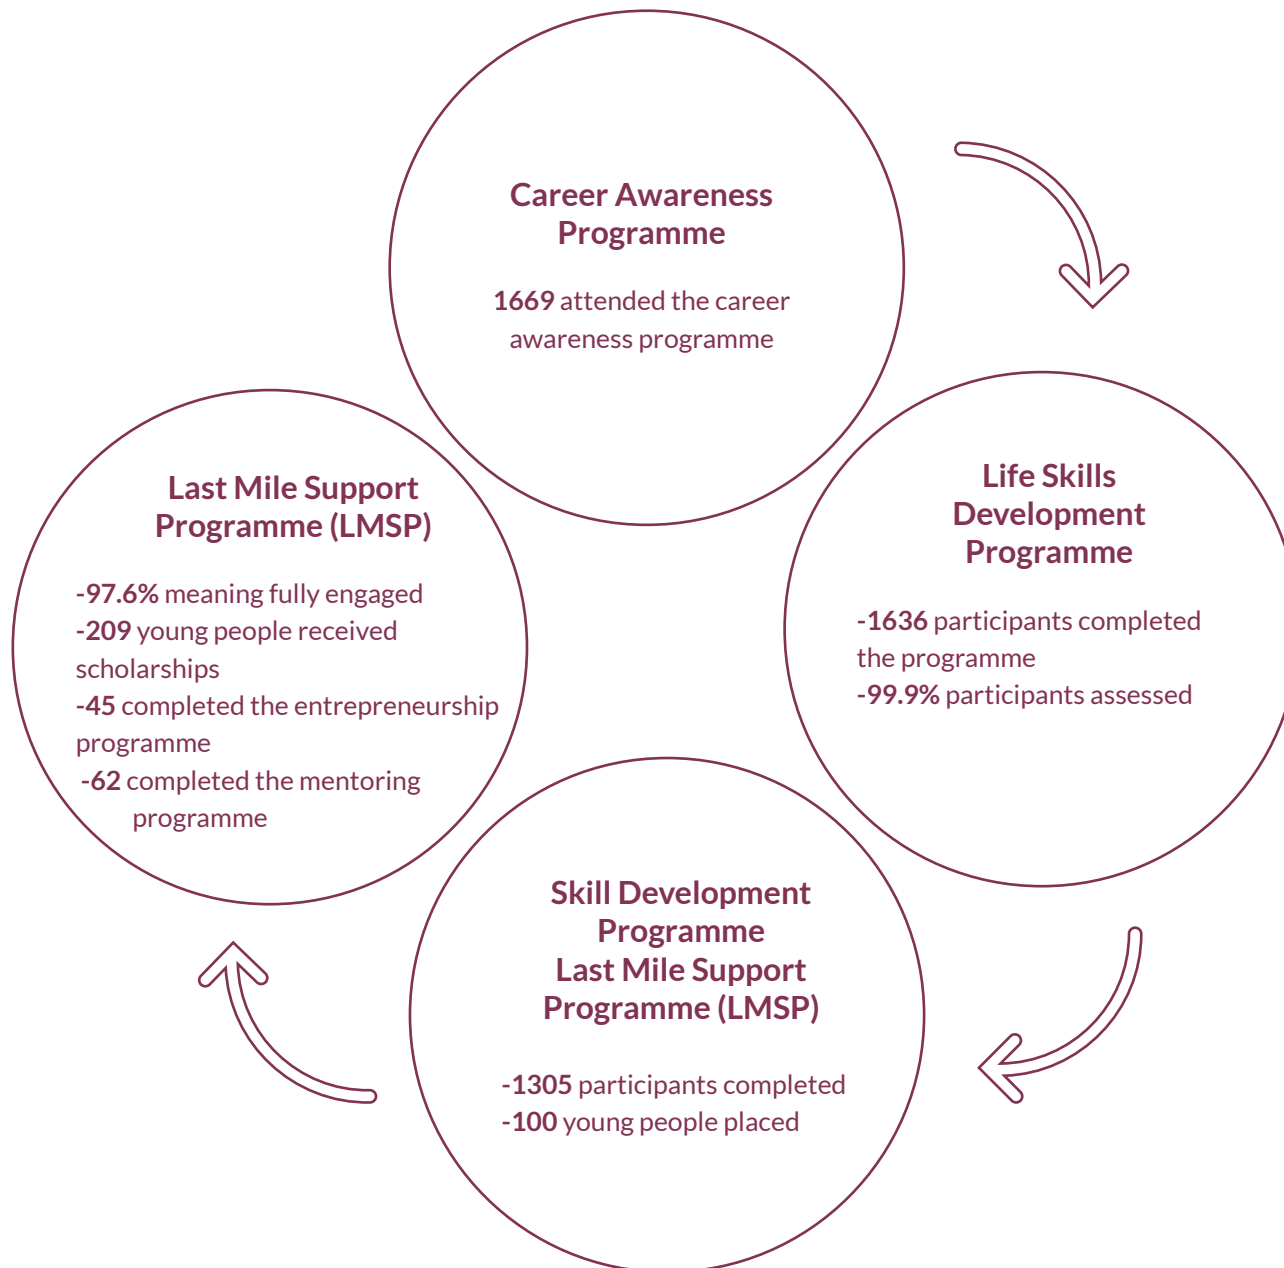 Career Awareness
Programme
1669 attended the career
awareness programme
Life Skills
Development
Programme
-1636 participants completed
the programme
-99.9% participants assessed
Skill Development
Programme
Last Mile Support
Programme (LMSP)
-1305 participants completed
-100 young people placed
Last Mile Support
Programme (LMSP)
-97.6% meaning fully engaged
-209 young people received
scholarships
-45 completed the entrepreneurship
programme
-62 completed the mentoring
programme